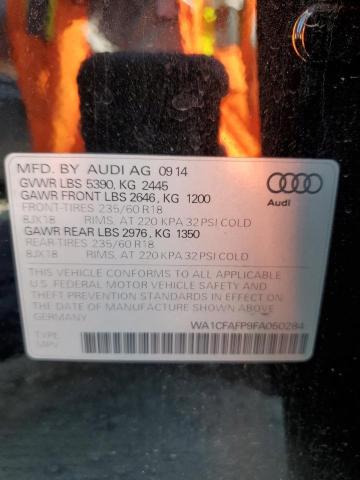 MFD. BY AUDI AG 09 14
GVWR LBS 5390, KG 2445
GAWR FRONT LBS 2646, KG 1200
FRONT-TIRES 235/60 R18
8JX18 RIMS, AT 220 KPA 32 PSI COLD
GAWR REAR LBS 2976, KG 1350
REAR-TIRES 235/60 R18
8JX18 RIMS, AT 220 KPA 32 PSI COLD
Audi
THIS VEHICLE CONFORMS TO ALL APPLICABLE
U.S. FEDERAL MOTOR VEHICLE SAFETY AND
THEFT PREVENTION STANDARDS IN EFFECT ON
THE DATE OF MANUFACTURE SHOWN ABOVE
WA1CFAFP9FA050284
TYPE:
MPV